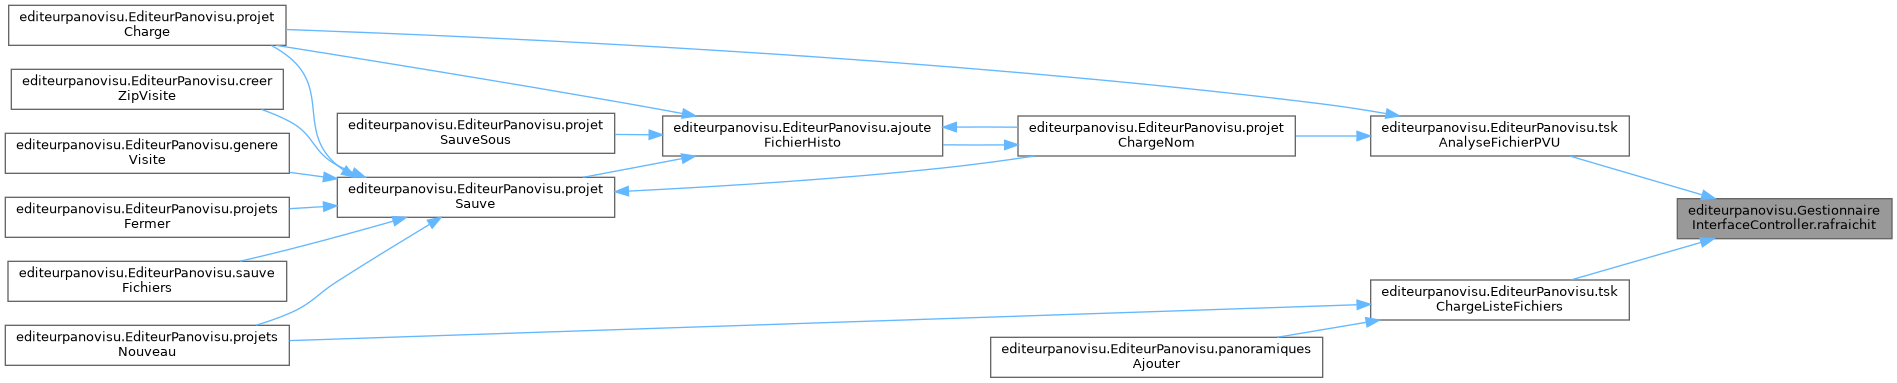 editeurpanovisu.EditeurPanovisu.projet
Charge
editeurpanovisu.EditeurPanovisu.creer
ZipVisite
editeurpanovisu.EditeurPanovisu.genere
Visite
editeurpanovisu.EditeurPanovisu.projets
Fermer
editeurpanovisu.EditeurPanovisu.sauve
Fichiers
editeurpanovisu.EditeurPanovisu.projets
Nouveau
editeurpanovisu.EditeurPanovisu.projet
SauveSous
editeurpanovisu.EditeurPanovisu.projet
Sauve
editeurpanovisu.EditeurPanovisu.ajoute
FichierHisto
editeurpanovisu.EditeurPanovisu.projet
ChargeNom
editeurpanovisu.EditeurPanovisu.panoramiques
Ajouter
editeurpanovisu.EditeurPanovisu.tsk
AnalyseFichierPVU
editeurpanovisu.EditeurPanovisu.tsk
ChargeListeFichiers
editeurpanovisu.Gestionnaire
InterfaceController.rafraichit